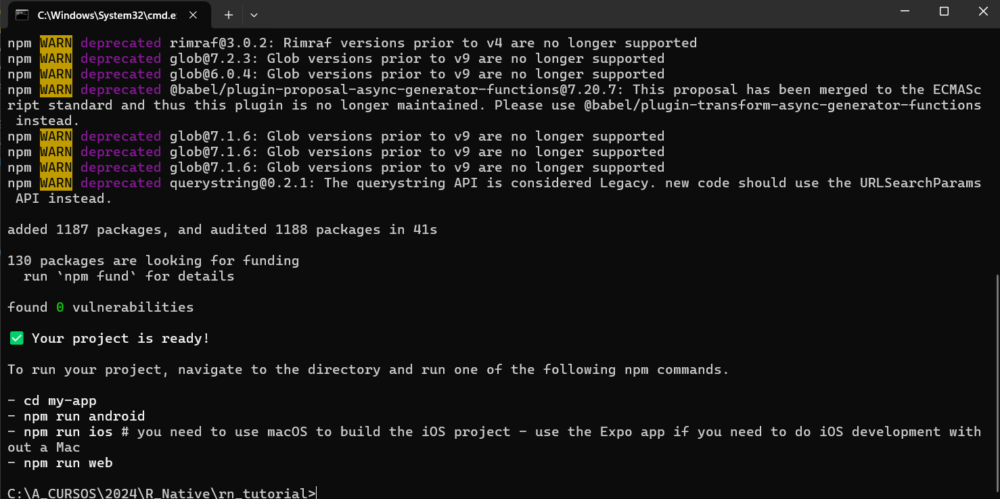 C:\Windows\System32\cmd.e
npm WARN deprecated rimraf@3.0.2: Rimraf versions prior to v4 are no longer supported
npm WARN deprecated glob@7.2.3: Glob versions prior to v9 are no longer supported
npm WARN deprecated glob@6.0.4: Glob versions prior to v9 are no longer supported
npm WARN deprecated @babel/plugin-proposal-async-generator-functions@7.20.7: This proposal has been merged to the ECMASc
ript standard and thus this plugin is no longer maintained. Please use @babel/plugin-transform-async-generator-functions
 instead.
npm WARN deprecated glob@7.1.6: Glob versions prior to v9 are no longer supported
npm WARN deprecated glob@7.1.6: Glob versions prior to v9 are no longer supported
npm WARN deprecated glob@7.1.6: Glob versions prior to v9 are no longer supported
npm WARN deprecated querystring@0.2.1: The querystring API is considered Legacy. new code should use the URLSearchParams
 API instead.
added 1187 packages, and audited 1188 packages in 41s
130 packages are looking for funding
  run `npm fund` for details
found 0 vulnerabilities
✅ Your project is ready!
To run your project, navigate to the directory and run one of the following npm commands.
- cd my-app
- npm run android
- npm run ios # you need to use macOS to build the iOS project - use the Expo app if you need to do iOS development with
out a Mac
- npm run web
C:\A_CURSOS\2024\R_Native\rn_tutorial>